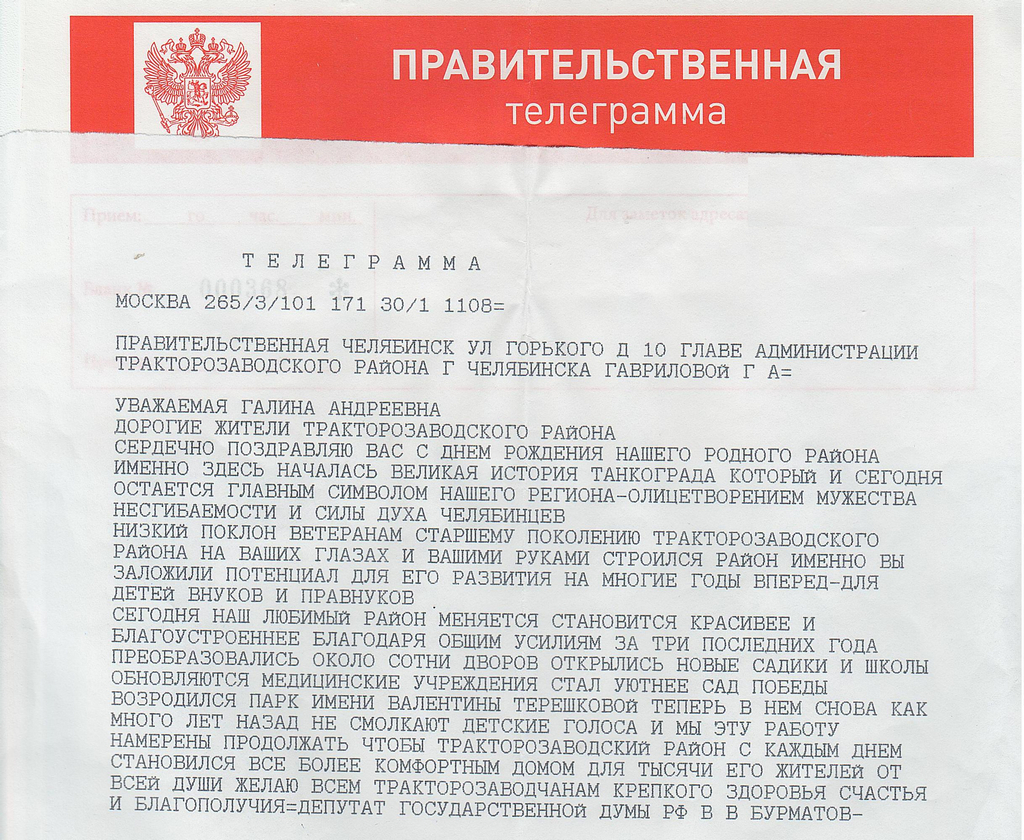 ПРАВИТЕЛЬСТВЕННАЯ
телеграмма
Прием: го час мин
Для заметок адреса
Т Е Л Е Г Р А М М А
000368
МОСКВА 265/3/101 171 30/1 1108=
ПРАВИТЕЛЬСТВЕННАЯ ЧЕЛЯБИНСК УЛ ГОРЬКОГО Д 10 ГЛАВЕ АДМИНИСТРАЦИИ
ТРАКТОРОЗАВОДСКОГО РАЙОНА Г ЧЕЛЯБИНСКА ГАВРИЛОВОЙ Г А=
УВАЖАЕМАЯ ГАЛИНА АНДРЕЕВНА
ДОРОГИЕ ЖИТЕЛИ ТРАКТОРОЗАВОДСКОГО РАЙОНА
СЕРДЕЧНО ПОЗДРАВЛЯЮ ВАС С ДНЕМ РОЖДЕНИЯ НАШЕГО РОДНОГО РАЙОНА
ИМЕННО ЗДЕСЬ НАЧАЛАСЬ ВЕЛИКАЯ ИСТОРИЯ ТАНКОГРАДА КОТОРЫЙ И СЕГОДНЯ
ОСТАЕТСЯ ГЛАВНЫМ СИМВОЛОМ НАШЕГО РЕГИОНА-ОЛИЦЕТВОРЕНИЕМ МУЖЕСТВА
НЕСГИБАЕМОСТИ И СИЛЫ ДУХА ЧЕЛЯБИНЦЕВ
НИЗКИЙ ПОКЛОН ВЕТЕРАНАМ СТАРШЕМУ ПОКОЛЕНИЮ ТРАКТОРОЗАВОДСКОГО
РАЙОНА НА ВАШИХ ГЛАЗАХ И ВАШИМИ РУКАМИ СТРОИЛСЯ РАЙОН ИМЕННО ВЫ
ЗАЛОЖИЛИ ПОТЕНЦИАЛ ДЛЯ ЕГО РАЗВИТИЯ НА МНОГИЕ ГОДЫ ВПЕРЕД-ДЛЯ
ДЕТЕЙ ВНУКОВ И ПРАВНУКОВ
СЕГОДНЯ НАШ ЛЮБИМЫЙ РАЙОН МЕНЯЕТСЯ СТАНОВИТСЯ КРАСИВЕЕ И
БЛАГОУСТРОЕННЕЕ БЛАГОДАРЯ ОБЩИМ УСИЛИЯМ ЗА ТРИ ПОСЛЕДНИХ ГОДА
ПРЕОБРАЗОВАЛИСЬ ОКОЛО СОТНИ ДВОРОВ ОТКРЫЛИСЬ НОВЫЕ САДИКИ И ШКОЛЫ
ОБНОВЛЯЮТСЯ МЕДИЦИНСКИЕ УЧРЕЖДЕНИЯ СТАЛ УЮТНЕЕ САД ПОБЕДЫ
ВОЗРОДИЛСЯ ПАРК ИМЕНИ ВАЛЕНТИНЫ ТЕРЕШКОВОЙ ТЕПЕРЬ В НЕМ СНОВА КАК
МНОГО ЛЕТ НАЗАД НЕ СМОЛКАЮТ ДЕТСКИЕ ГОЛОСА И МЫ ЭТУ РАБОТУ
НАМЕРЕНЫ ПРОДОЛЖАТЬ ЧТОБЫ ТРАКТОРОЗАВОДСКИЙ РАЙОН С КАЖДЫМ ДНЕМ
СТАНОВИЛСЯ ВСЕ БОЛЕЕ КОМФОРТНЫМ ДОМОМ ДЛЯ ТЫСЯЧИ ЕГО ЖИТЕЛЕЙ ОТ
ВСЕЙ ДУШИ ЖЕЛАЮ ВСЕМ ТРАКТОРОЗАВОДЧАНАМ КРЕПКОГО ЗДОРОВЬЯ СЧАСТЬЯ
И БЛАГОПОЛУЧИЯ=ДЕПУТАТ ГОСУДАРСТВЕННОЙ ДУМЫ РФ В В БУРМАТОВ-